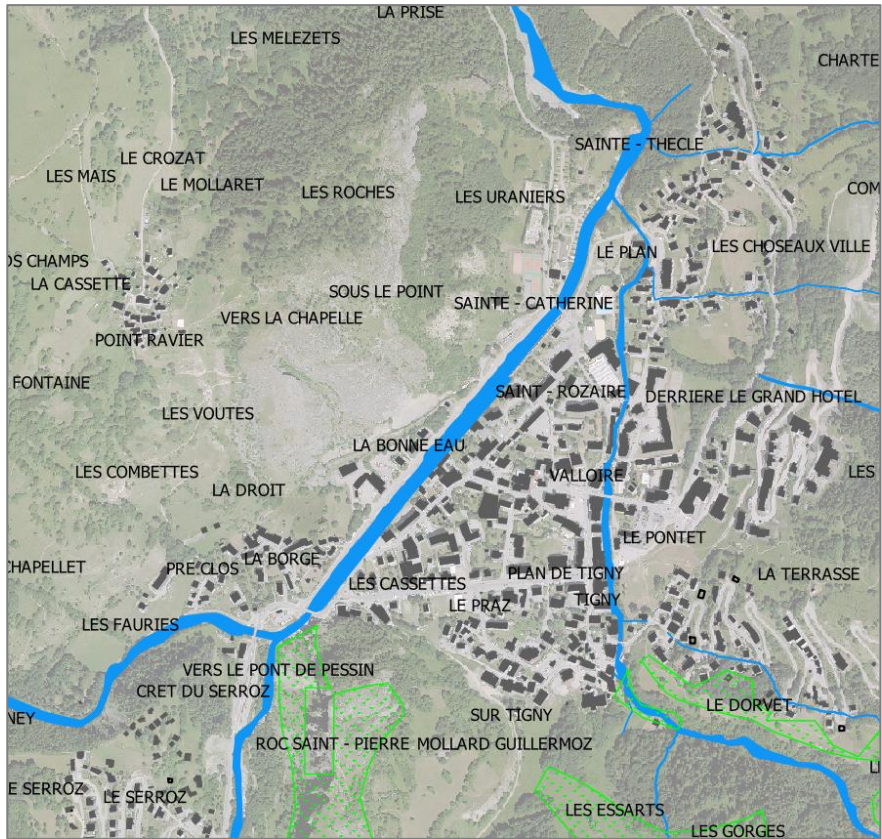 LA PRISE
LES MELEZETS
CHARTE
SAINTE - THECLE
LE CROZAT
LES MAIS
LE MOLLARET
LES ROCHES
LES URANIERS
COM
LE PLAN
LES CHOSEAUX VILLE
OS CHAMPS
LA CASSETTE
SOUS LE POINT
SAINTE - CATHERINE
VERS LA CHAPELLE
POINT RAVIER
FONTAINE
SAINT - ROZAIRE
DERRIERE LE GRAND HOTEL
LES VOUTES
LA BONNE EAU
LES COMBETTES
VALLOIRE
LES
LA DROIT
LE PONTET
LA BORGE
CHAPELLET
PRE CLOS
PLAN DE TIGNY
LA TERRASSE
LES CASSETTES
LE PRAZ
TIGNY
LES FAURIES
VERS LE PONT DE PESSIN
CRET DU SERROZ
LE DORVET
NEY
SUR TIGNY
ROC SAINT - PIERRE MOLLARD GUILLERMOZ
LE SERROZ
E SERROZ
LES ESSARTS
LES GORGES